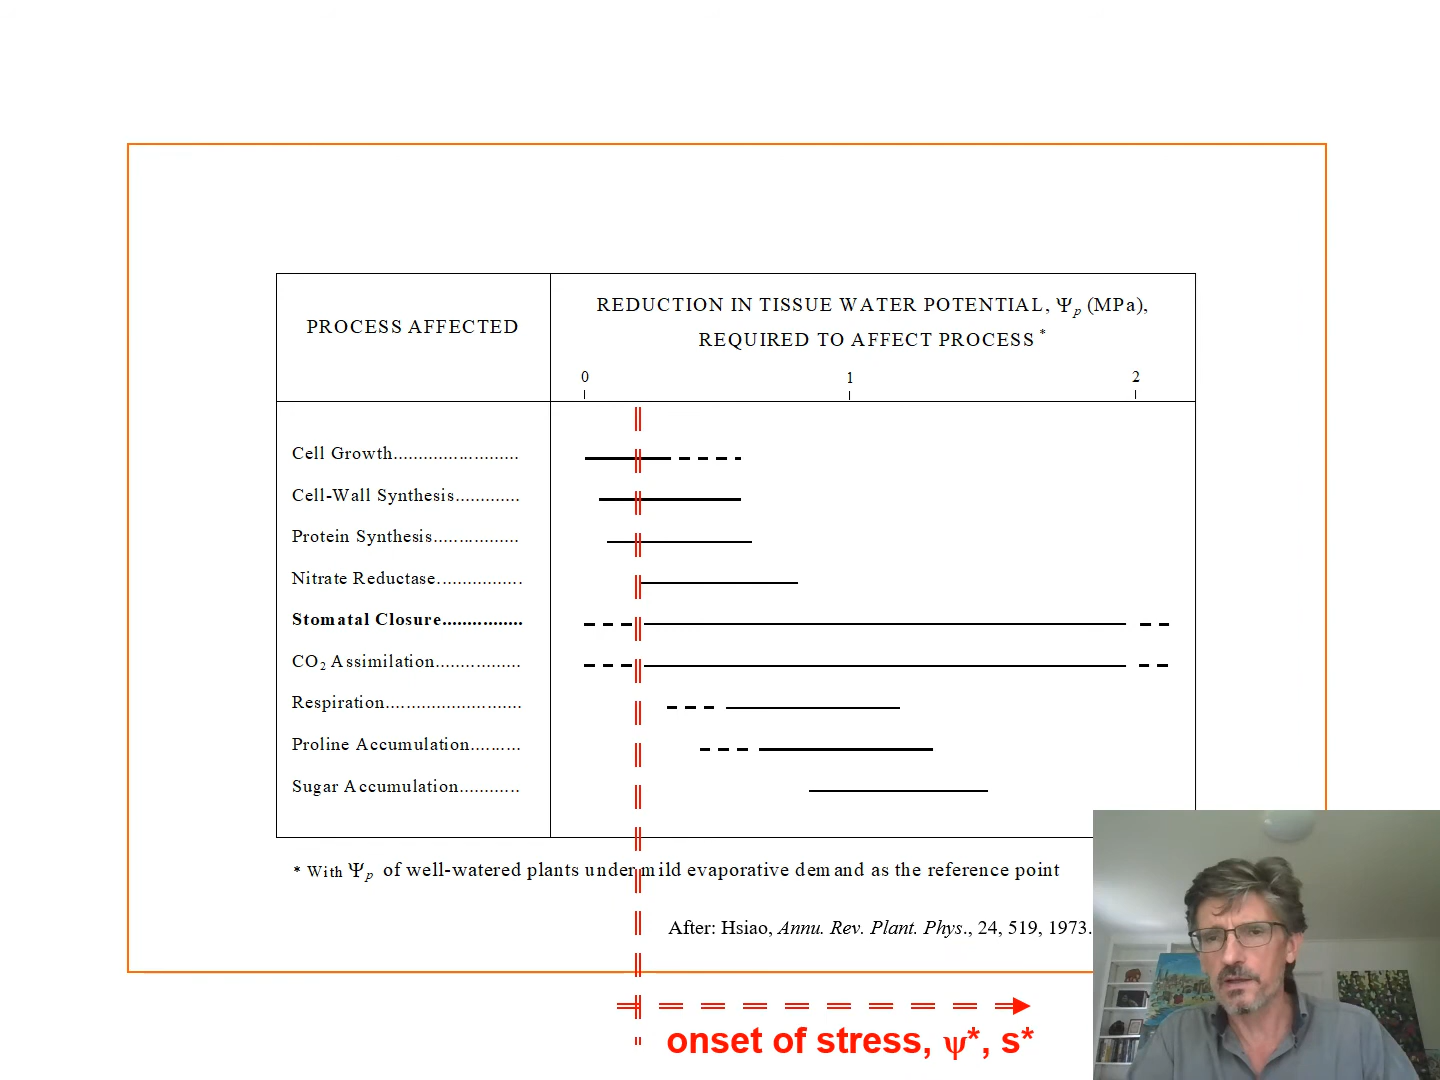 PROCESS AFFECTED
REDUCTION IN TISSUE WATER POTENTIAL, Ψp (MPa),
REQUIRED TO AFFECT PROCESS *
0 1 2
Cell Growth.........................
Cell-Wall Synthesis.............
Protein Synthesis.................
Nitrate Reductase.................
Stomatal Closure................
CO₂ Assimilation.................
Respiration...........................
Proline Accumulation..........
Sugar Accumulation............
* With Ψp of well-watered plants under mild evaporative demand as the reference point
After: Hsiao, Annu. Rev. Plant. Phys., 24, 519, 1973.
onset of stress, ψ*, s*